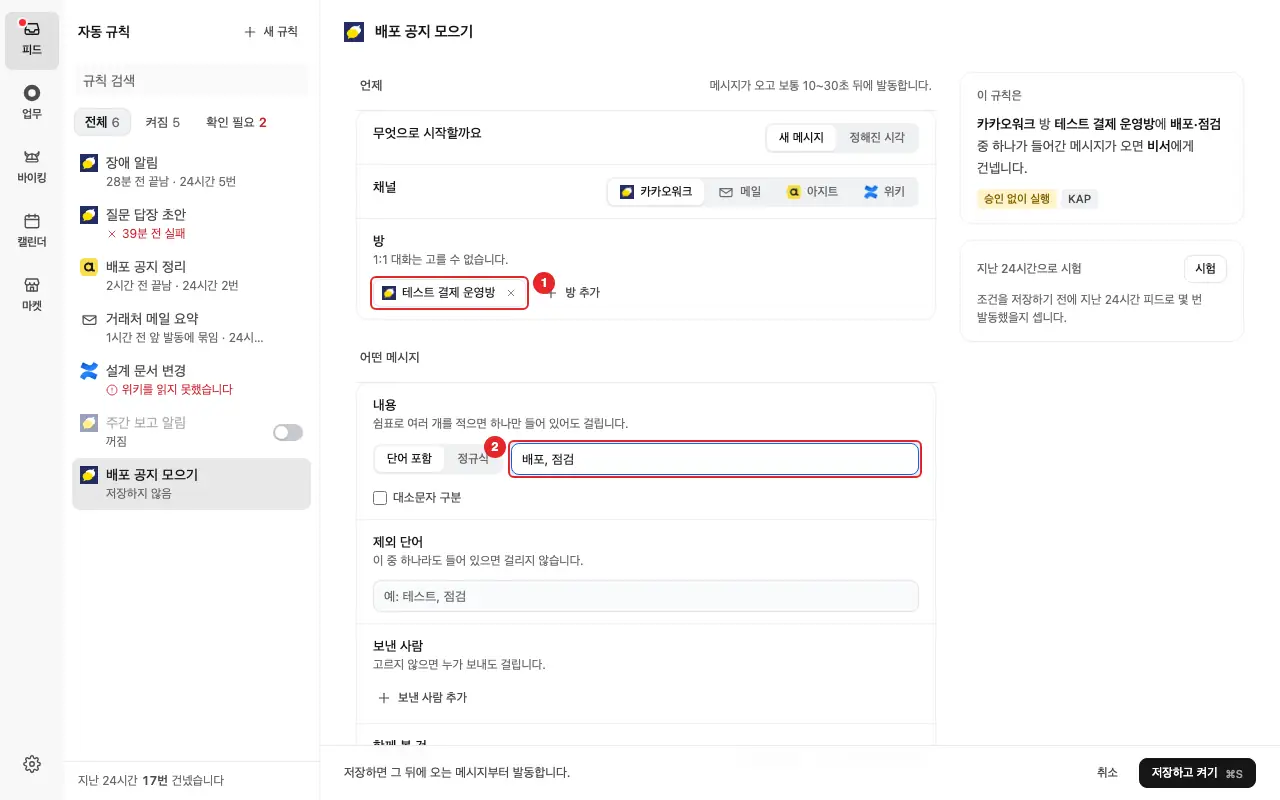 피드
업무
바이킹
캘린더
마켓
자동 규칙
+ 새 규칙
규칙 검색
전체 6
켜짐 5
확인 필요 2
장애 알림
28분 전 끝남 · 24시간 5번
질문 답장 초안
× 39분 전 실패
배포 공지 정리
2시간 전 끝남 · 24시간 2번
거래처 메일 요약
1시간 전 앞 발동에 묶임 · 24시...
설계 문서 변경
위키를 읽지 못했습니다
주간 보고 알림
꺼짐
배포 공지 모으기
저장하지 않음
지난 24시간 17번 건넸습니다
배포 공지 모으기
언제
메시지가 오고 보통 10~30초 뒤에 발동합니다.
무엇으로 시작할까요
새 메시지
정해진 시각
채널
카카오워크
메일
아지트
위키
방
1:1 대화는 고를 수 없습니다.
테스트 결제 운영방 ×
1
+ 방 추가
어떤 메시지
내용
쉼표로 여러 개를 적으면 하나만 들어 있어도 걸립니다.
단어 포함
정규식
2
배포, 점검
대소문자 구분
제외 단어
이 중 하나라도 들어 있으면 걸리지 않습니다.
예: 테스트, 점검
보낸 사람
고르지 않으면 누가 보내도 걸립니다.
+ 보낸 사람 추가
함께 볼 것
저장하면 그 뒤에 오는 메시지부터 발동합니다.
취소
저장하고 켜기 ⌘S
이 규칙은
카카오워크 방 테스트 결제 운영방에 배포·점검
중 하나가 들어간 메시지가 오면 비서에게
건넵니다.
승인 없이 실행
KAP
지난 24시간으로 시험
시험
조건을 저장하기 전에 지난 24시간 피드로 몇 번
발동했을지 셉니다.